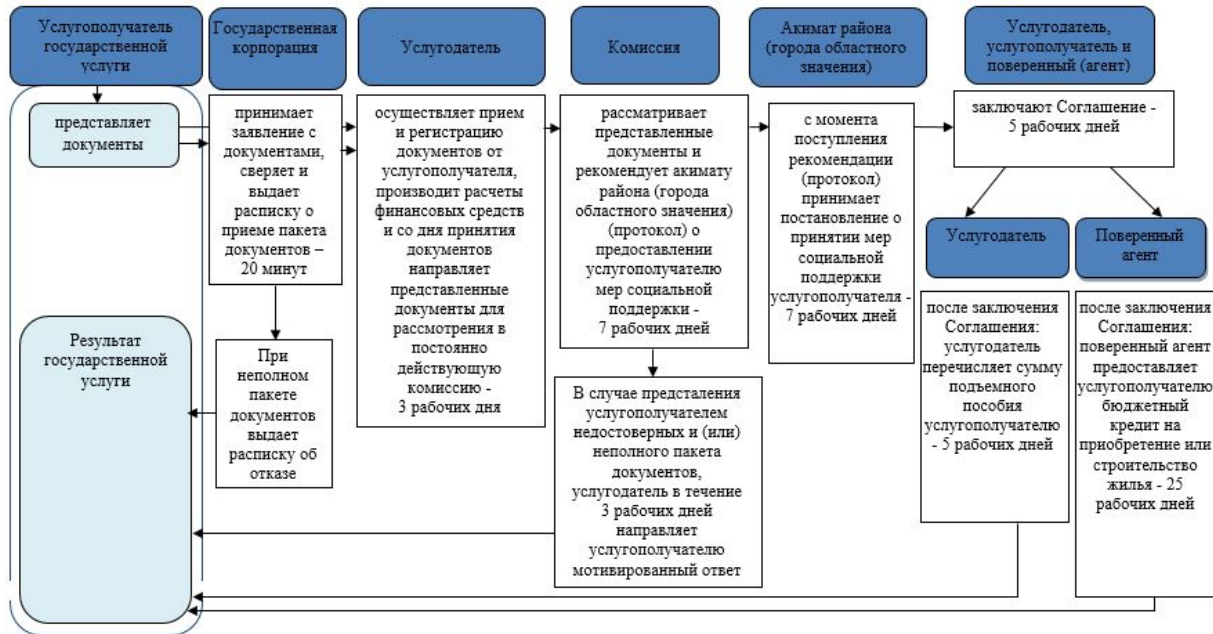 Услугополучатель
государственной
услуги
Государственная
корпорация
Услугодатель
Комиссия
Акимат района
(города областного
значения)
Услугодатель,
услугополучатель и
поверенный (агент)
представляет
документы
принимает
заявление с
документами,
сверяет и
выдает
расписку о
приеме пакета
документов –
20 минут
осуществляет прием
и регистрацию
документов от
услугополучателя,
производит расчеты
финансовых средств
и со дня принятия
документов
направляет
представленные
документы для
рассмотрения в
постоянно
действующую
комиссию -
3 рабочих дня
рассматривает
представленные
документы и
рекомендует акимату
района (города
областного значения)
(протокол) о
предоставлении
услугополучателю
мер социальной
поддержки -
7 рабочих дней
с момента
поступления
рекомендации
(протокол)
принимает
постановление о
принятии мер
социальной
поддержки
услугополучателя -
7 рабочих дней
заключают Соглашение -
5 рабочих дней
Услугодатель
Поверенный
агент
после заключения
Соглашения:
услугодатель
перечисляет сумму
подъемного
пособия
услугополучателю
- 5 рабочих дней
после заключения
Соглашения:
поверенный агент
предоставляет
услугополучателю
бюджетный
кредит на
приобретение или
строительство
жилья - 25
рабочих дней
Результат
государственной
услуги
При
неполном
пакете
документов
выдает
расписку об
отказе
В случае предсталения
услугополучателем
недостоверных и (или)
неполного пакета
документов,
услугодатель в течение
3 рабочих дней
направляет
услугополучателю
мотивированный ответ